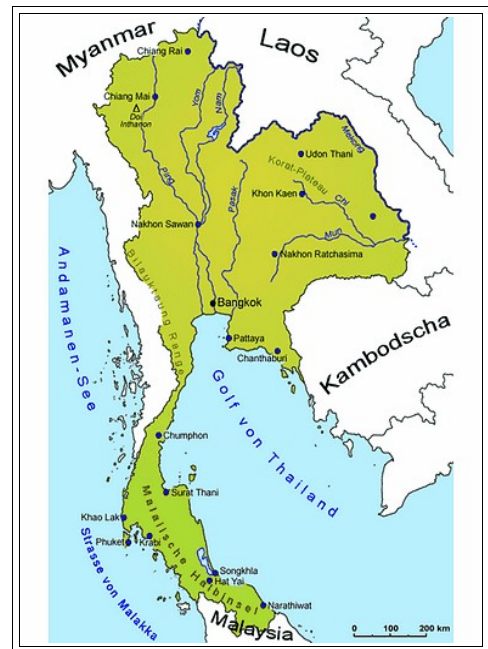 Myanmar
Laos
Chiang Rai
Chiang Mai
Doi
Inthanon
Yom
Nam
Ping
Mekong
Udon Thani
Korat-Plateau
Khon Kaen
Chi
Pasak
Nakhon Sawan
Mun
Nakhon Ratchasima
Bilauktaung Range
Bangkok
Andamanen-See
Pattaya
Chanthaburi
Kambodscha
Golf von Thailand
Chumphon
Surat Thani
Khao Lak
Phuket
Krabi
Malaiische Halbinsel
Strasse von Malakka
Songkhla
Hat Yai
Narathiwat
Malaysia
0 100 200 km